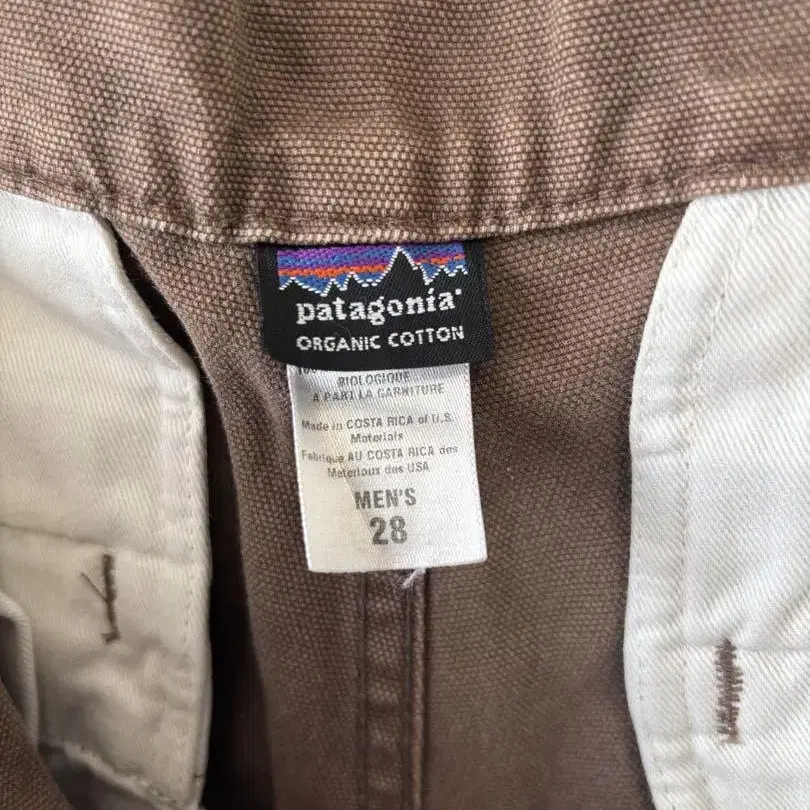 patagonia
ORGANIC COTTON
BIOLOGIQUE
A PART LA GARNITURE
Made in COSTA RICA of U.S.
Materials
Fabrique AU COSTA RICA des
Materiaux des USA
MEN'S
28